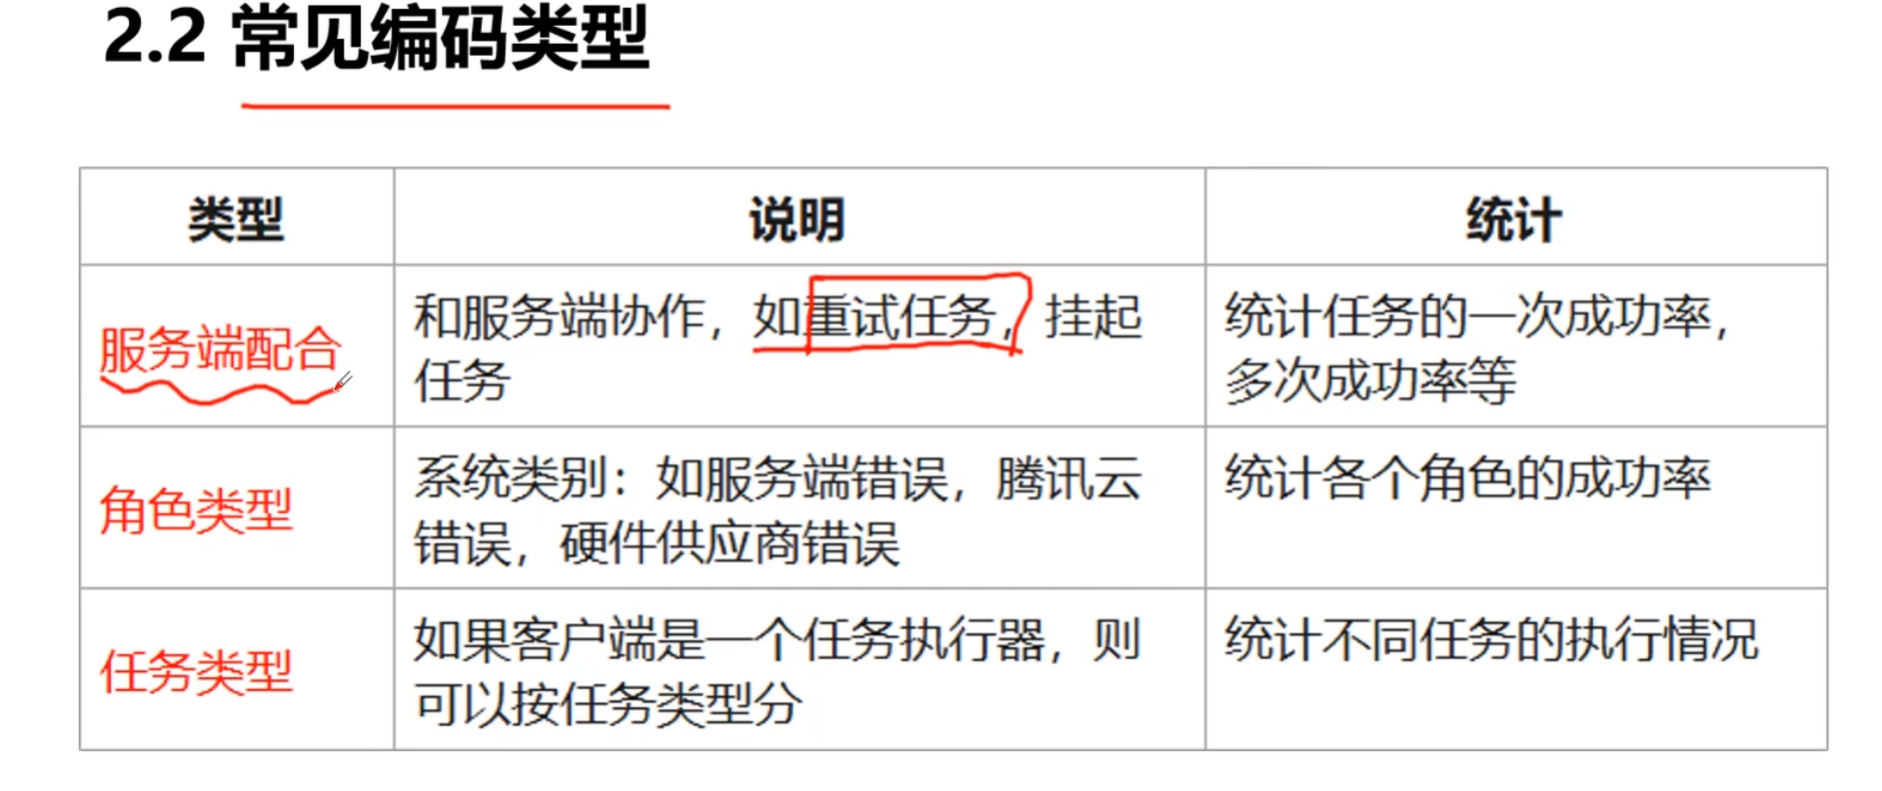 2.2 常见编码类型
类型
说明
统计
服务端配合
和服务端协作，如重试任务，挂起
任务
统计任务的一次成功率，
多次成功率等
角色类型
系统类别：如服务端错误，腾讯云
错误，硬件供应商错误
统计各个角色的成功率
任务类型
如果客户端是一个任务执行器，则
可以按任务类型分
统计不同任务的执行情况